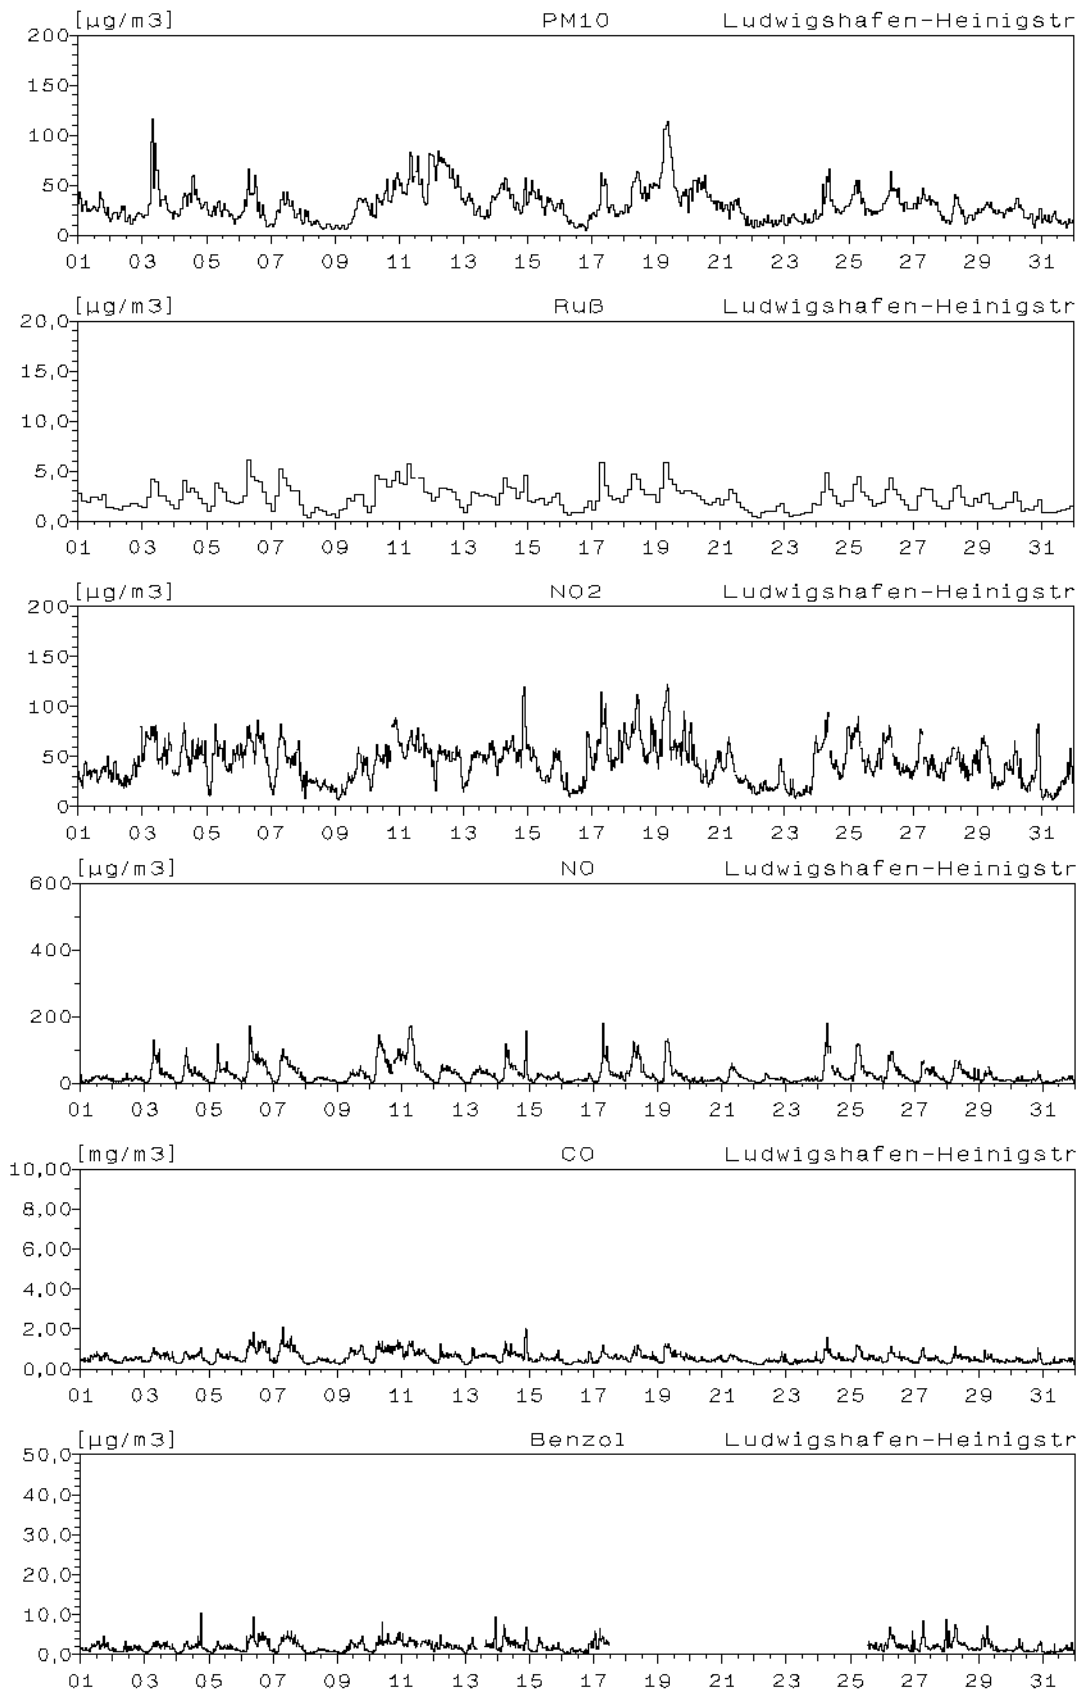 [µg/m3] PM10 Ludwigshafen-Heinigstr
200
150
100
50
0
01 03 05 07 09 11 13 15 17 19 21 23 25 27 29 31
[µg/m3] Ruß Ludwigshafen-Heinigstr
20,0
15,0
10,0
5,0
0,0
01 03 05 07 09 11 13 15 17 19 21 23 25 27 29 31
[µg/m3] NO2 Ludwigshafen-Heinigstr
200
150
100
50
0
01 03 05 07 09 11 13 15 17 19 21 23 25 27 29 31
[µg/m3] NO Ludwigshafen-Heinigstr
600
400
200
0
01 03 05 07 09 11 13 15 17 19 21 23 25 27 29 31
[mg/m3] CO Ludwigshafen-Heinigstr
10,00
8,00
6,00
4,00
2,00
0,00
01 03 05 07 09 11 13 15 17 19 21 23 25 27 29 31
[µg/m3] Benzol Ludwigshafen-Heinigstr
50,0
40,0
30,0
20,0
10,0
0,0
01 03 05 07 09 11 13 15 17 19 21 23 25 27 29 31